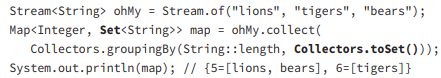 Stream<String> ohMy = Stream.of("lions", "tigers", "bears");
Map<Integer, Set<String>> map = ohMy.collect(
Collectors.groupingBy(String::length, Collectors.toSet()));
System.out.println(map); // {5=[lions, bears], 6=[tigers]}